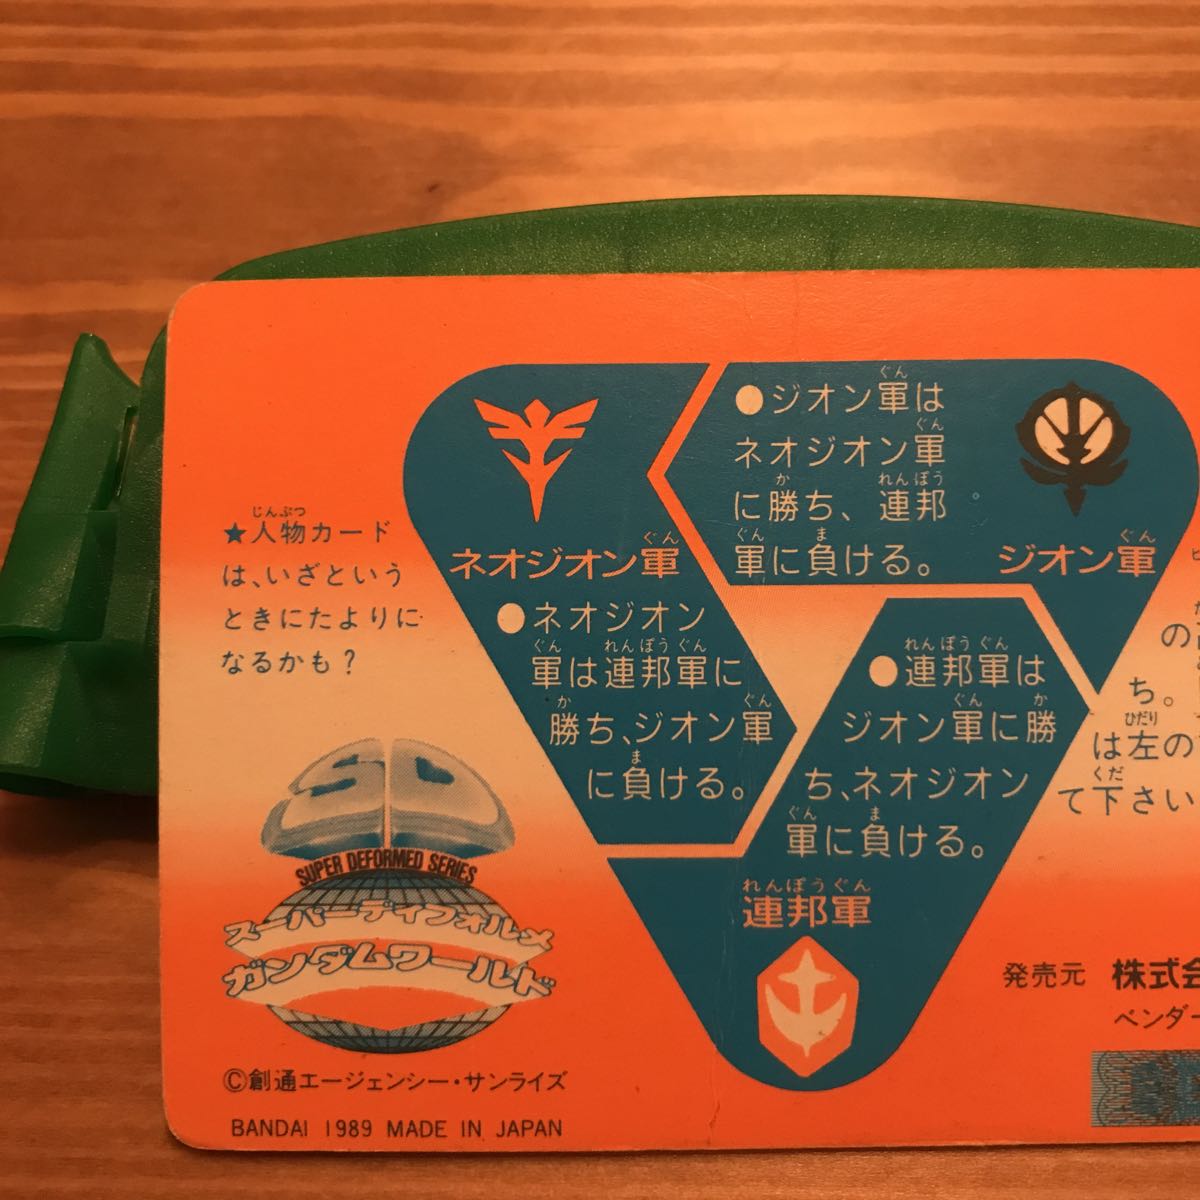 ★人物カード
は、いざという
ときにたよりに
なるかも？
ネオジオン軍
●ジオン軍は
ネオジオン軍
に勝ち、連邦
軍に負ける。
ジオン軍
●ネオジオン
軍は連邦軍に
勝ち、ジオン軍
に負ける。
●連邦軍は
ジオン軍に勝
ち、ネオジオン
軍に負ける。
連邦軍
の
ち。
は左の
て下さい
SD
SUPER DEFORMED SERIES
スーパーディフォルメ
ガンダムワールド
©創通エージェンシー・サンライズ
BANDAI 1989 MADE IN JAPAN
発売元 株式会
ベンダー